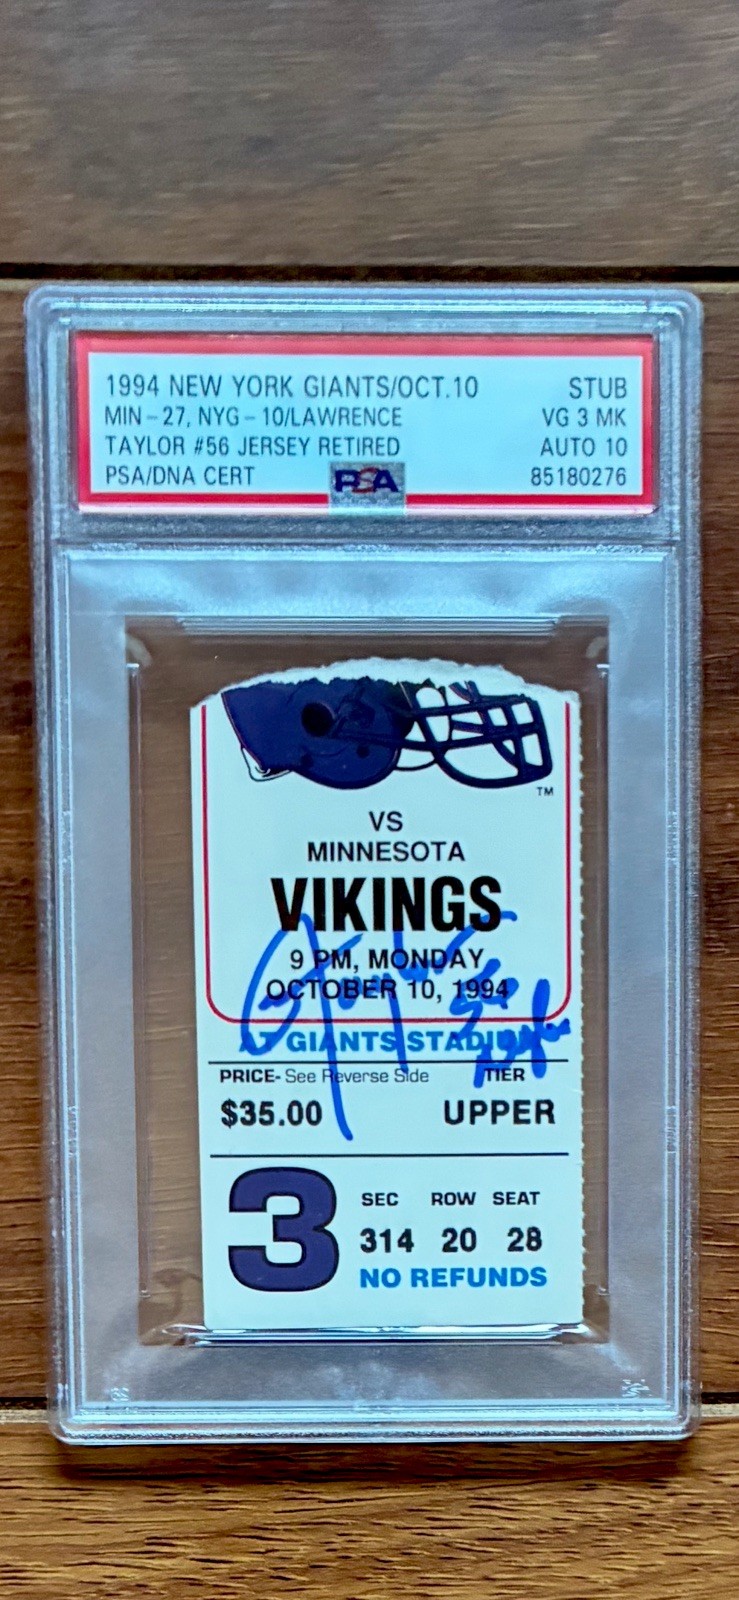 1994 NEW YORK GIANTS/OCT.10 STUB
MIN-27, NYG-10/LAWRENCE VG 3 MK
TAYLOR #56 JERSEY RETIRED AUTO 10
PSA/DNA CERT PSA 85180276
TM
VS
MINNESOTA
VIKINGS
9 PM, MONDAY
OCTOBER 10, 1994
AT GIANTS STADIUM
PRICE- See Reverse Side TIER
$35.00 UPPER
3
SEC ROW SEAT
314 20 28
NO REFUNDS